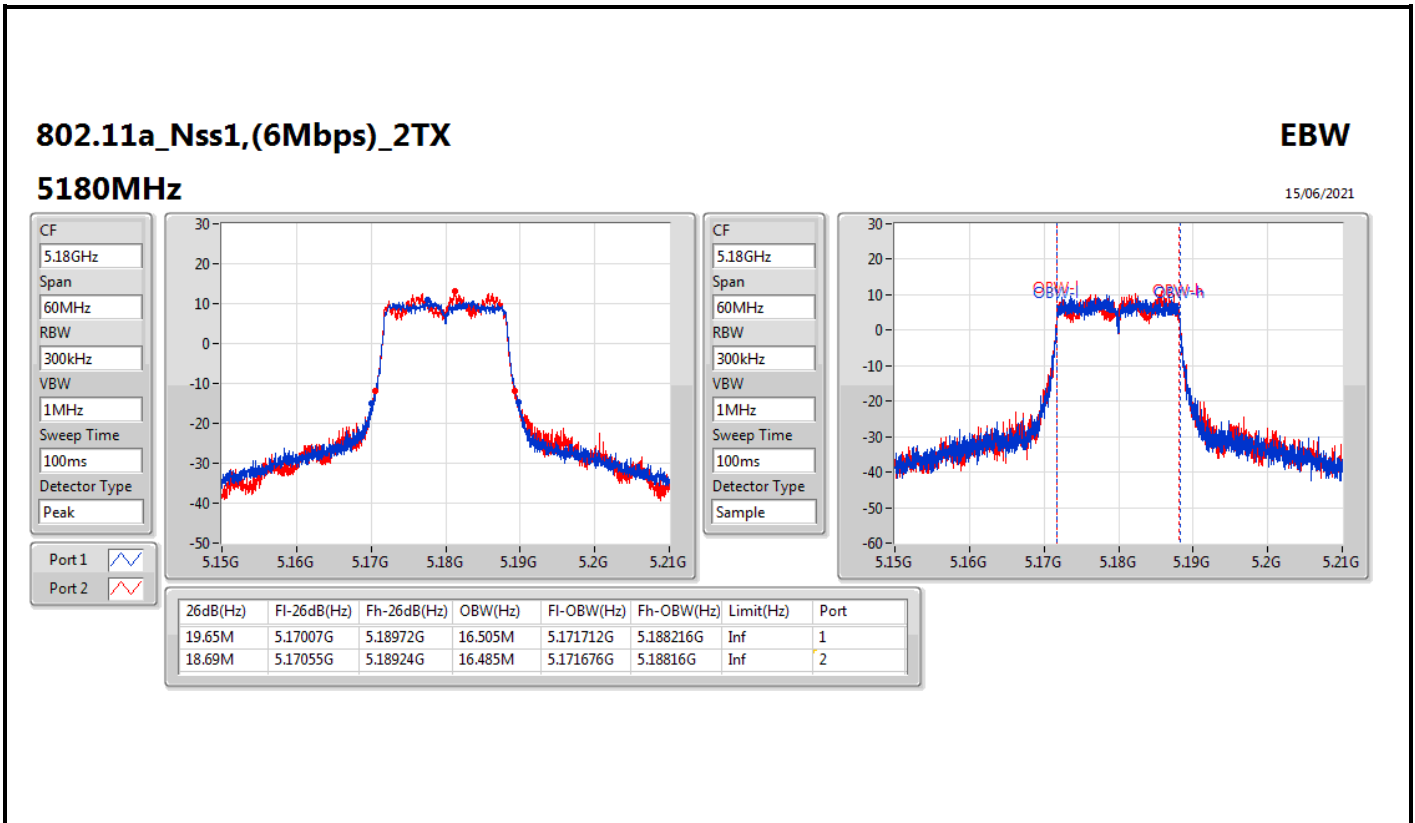 802.11a_Nss1,(6Mbps)_2TX
EBW
5180MHz
15/06/2021
CF
5.18GHz
Span
60MHz
RBW
300kHz
VBW
1MHz
Sweep Time
100ms
Detector Type
Peak
Port 1
Port 2
30
20
10
0
-10
-20
-30
-40
-50
5.15G 5.16G 5.17G 5.18G 5.19G 5.2G 5.21G
CF
5.18GHz
Span
60MHz
RBW
300kHz
VBW
1MHz
Sweep Time
100ms
Detector Type
Sample
30
20
10
0
-10
-20
-30
-40
-50
-60
OBW-l OBW-h
OBW-l OBW-h
5.15G 5.16G 5.17G 5.18G 5.19G 5.2G 5.21G
26dB(Hz) Fl-26dB(Hz) Fh-26dB(Hz) OBW(Hz) Fl-OBW(Hz) Fh-OBW(Hz) Limit(Hz) Port
19.65M 5.17007G 5.18972G 16.505M 5.171712G 5.188216G Inf 1
18.69M 5.17055G 5.18924G 16.485M 5.171676G 5.18816G Inf 2